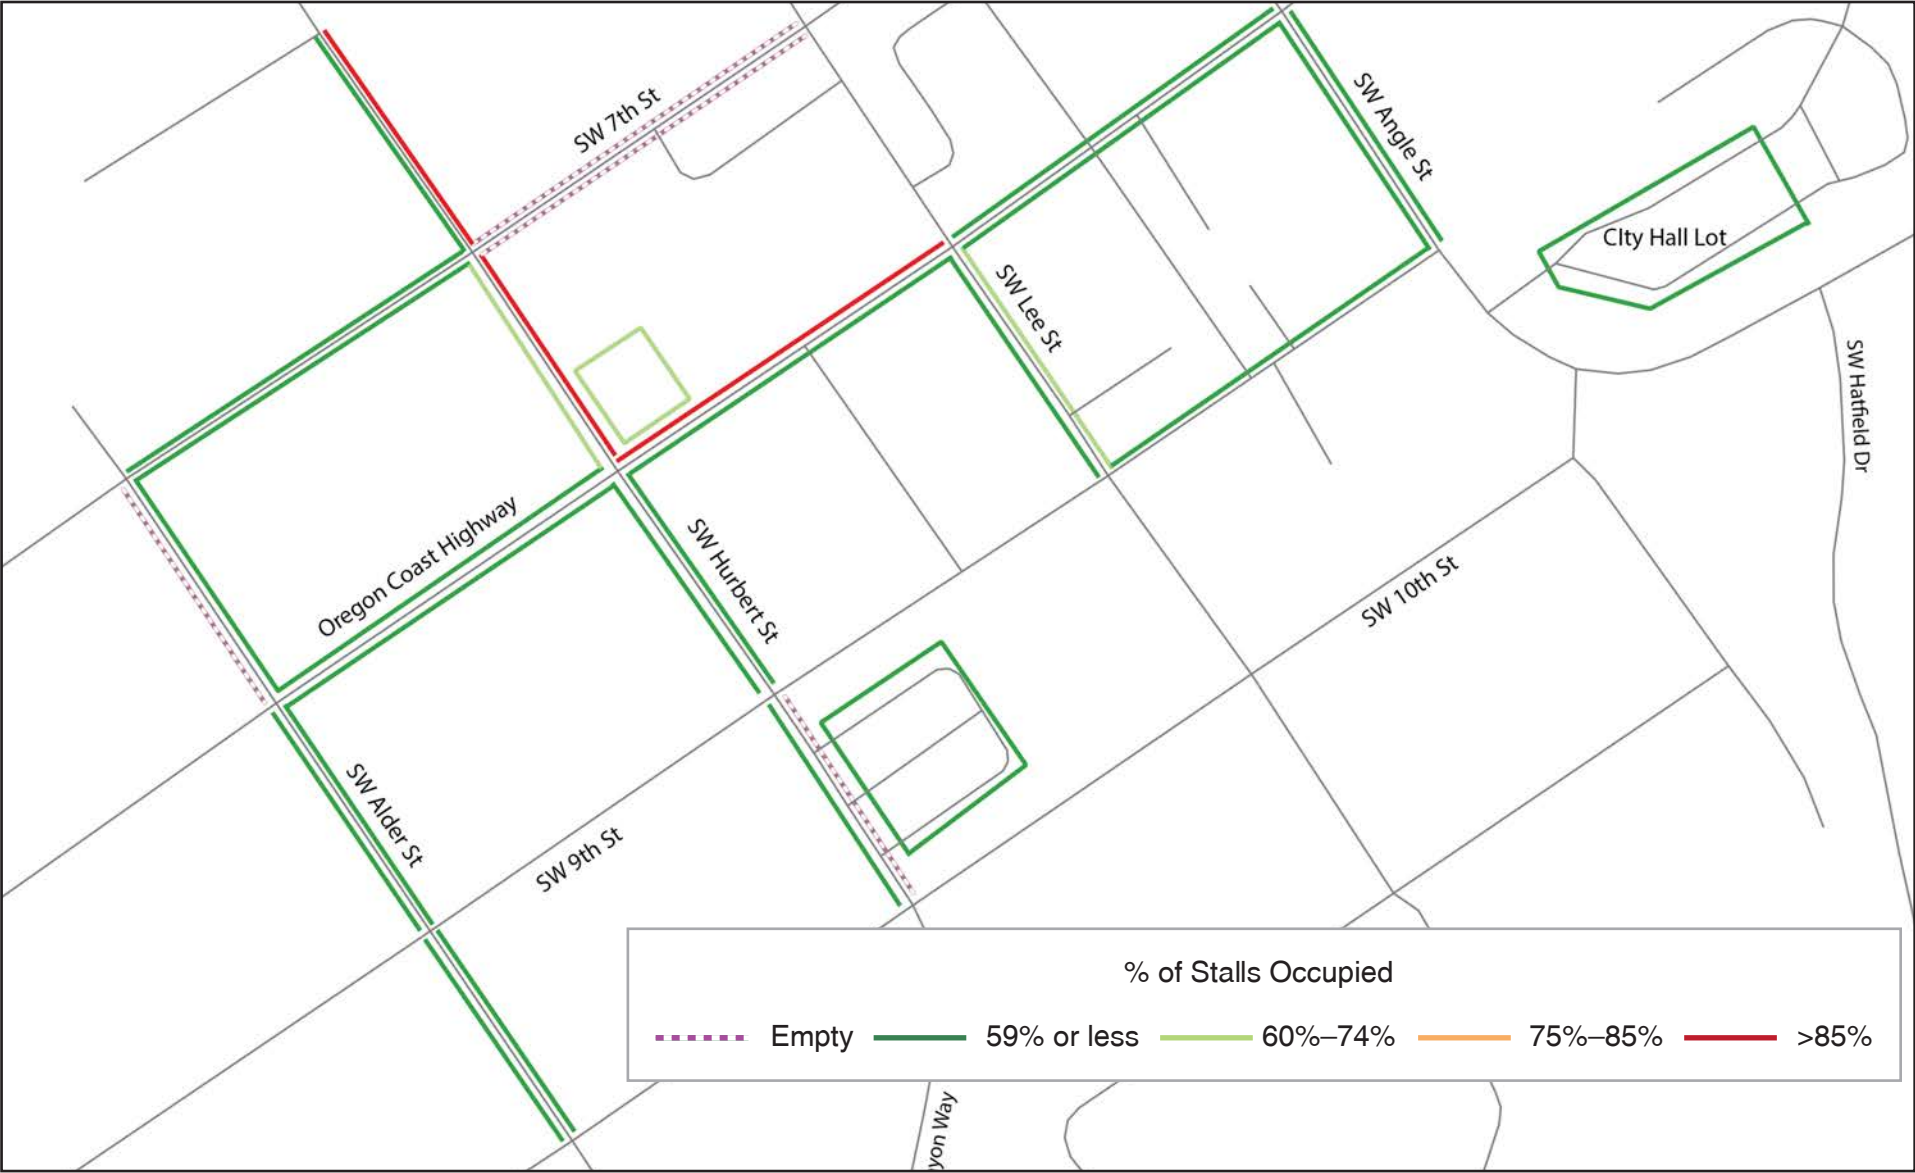 SW 7th St
SW Angle St
CIty Hall Lot
SW Lee St
SW Hatfield Dr
Oregon Coast Highway
SW Hurbert St
SW 10th St
SW Alder St
SW 9th St
% of Stalls Occupied
Empty 59% or less 60%–74% 75%–85% >85%
yon Way